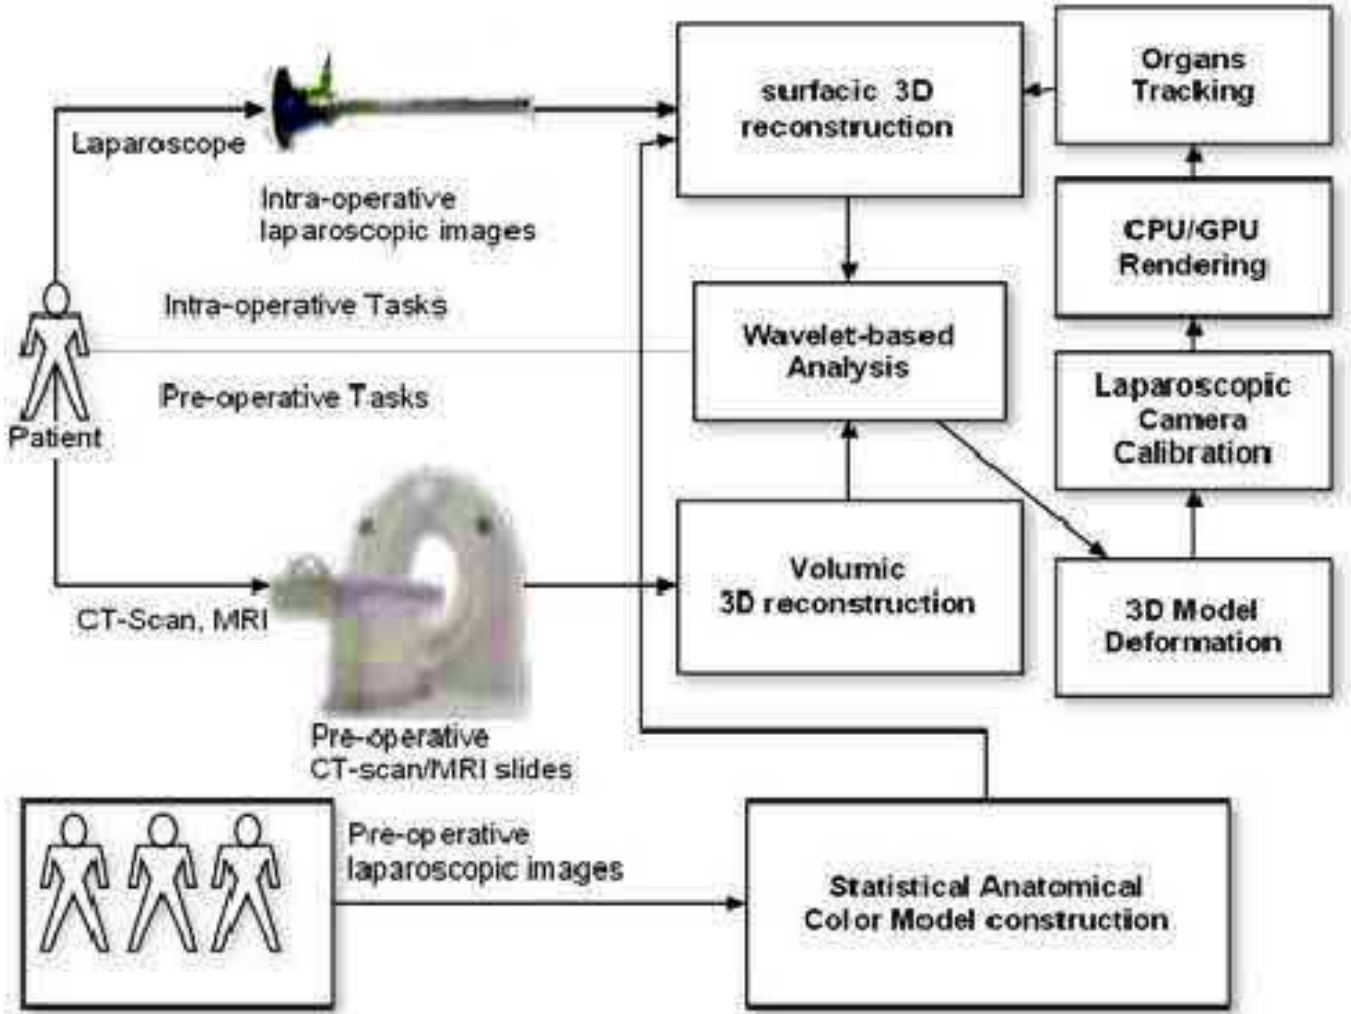 surfacic 3D
reconstruction
Organs
Tracking
Laparoscope
Intra-operative
laparoscopic images
CPU/GPU
Rendering
Intra-operative Tasks
Wavelet-based
Analysis
Pre-operative Tasks
Patient
Laparoscopic
Camera
Calibration
CT-Scan, MRI
Volumic
3D reconstruction
3D Model
Deformation
Pre-operative
CT-scan/MRI slides
Pre-operative
laparoscopic images
Statistical Anatomical
Color Model construction